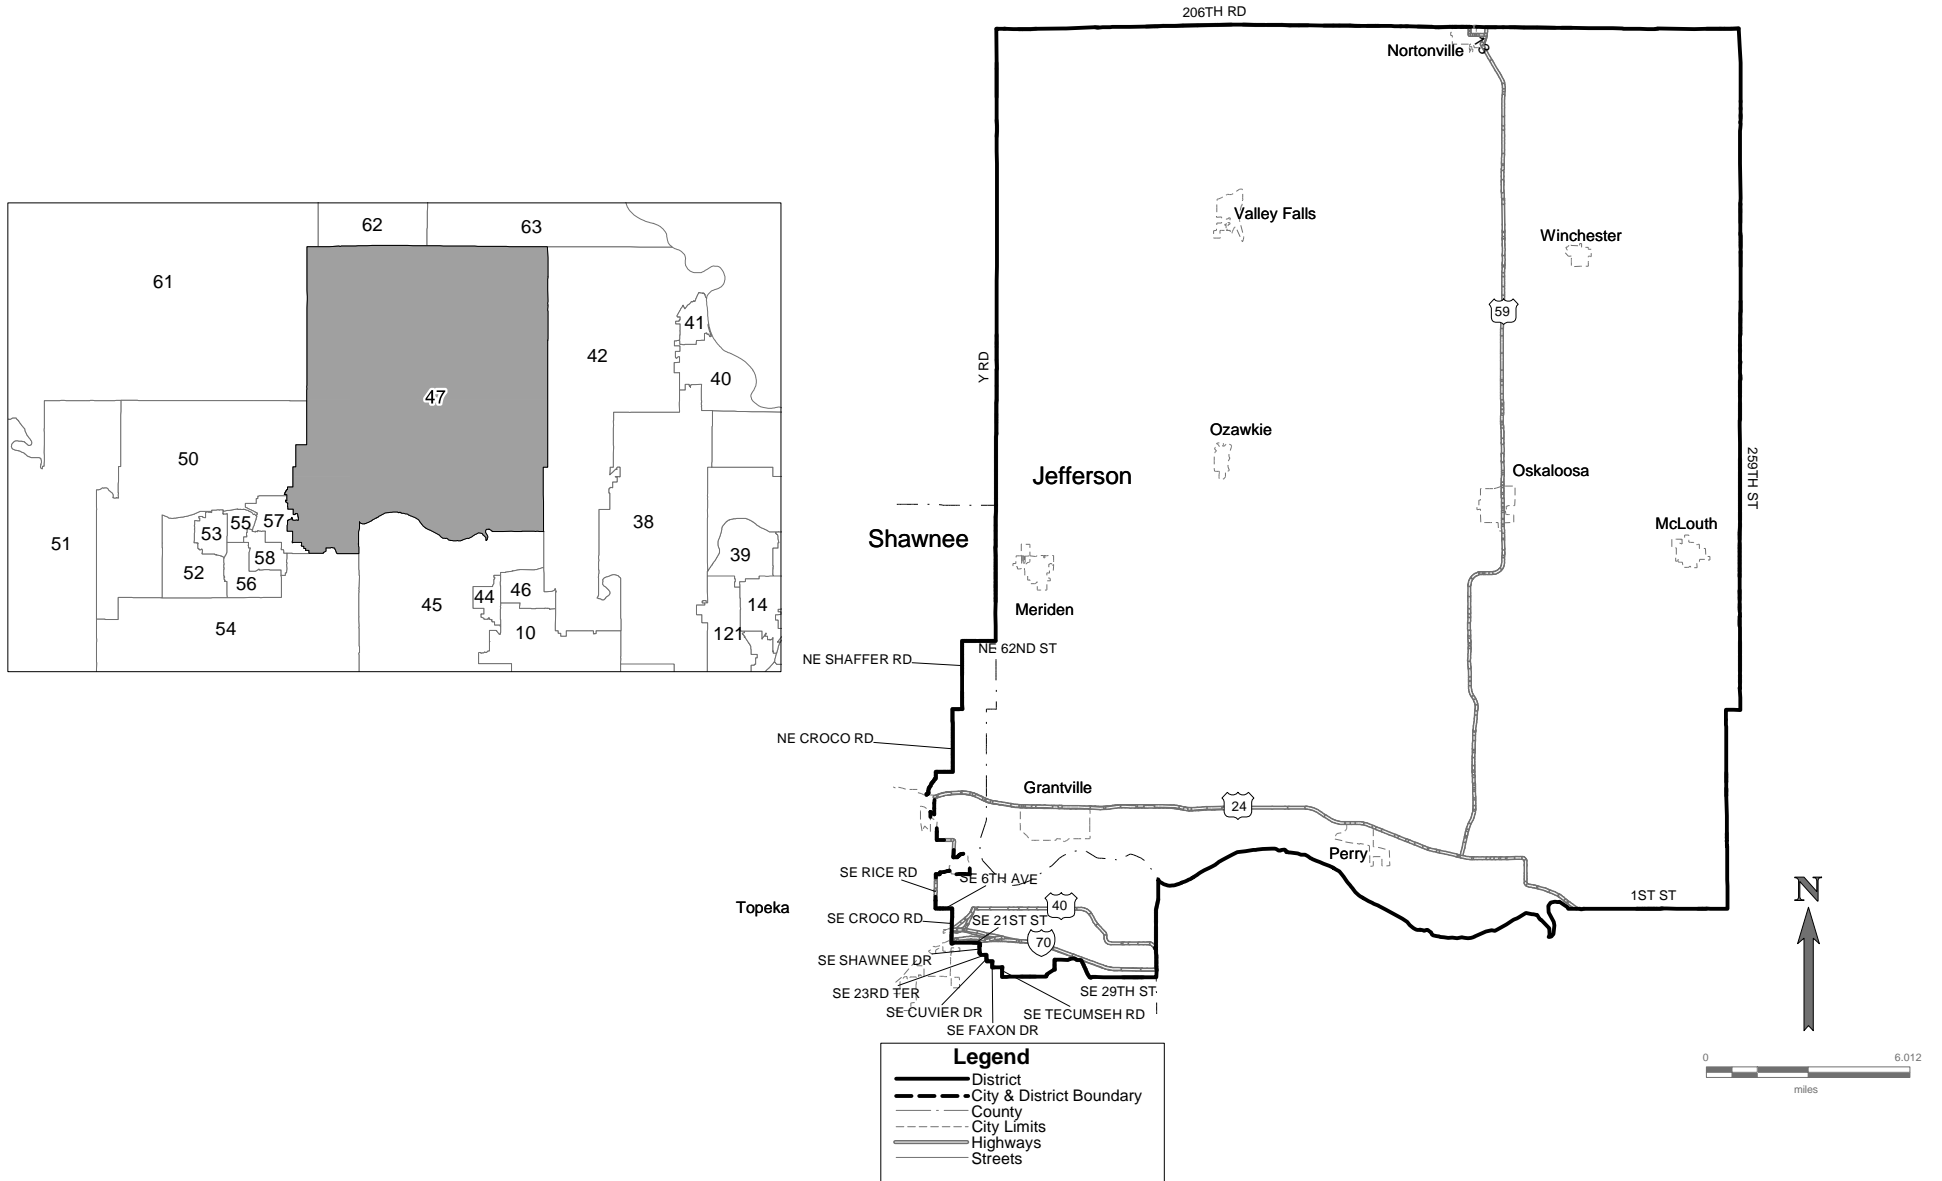 206TH RD
Nortonville
Valley Falls
Winchester
59
Y RD
Ozawkie
Jefferson
Oskaloosa
259TH ST
McLouth
Shawnee
Meriden
NE 62ND ST
NE SHAFFER RD
NE CROCO RD
Grantville
24
Perry
SE RICE RD
SE 6TH AVE
1ST ST
Topeka
40
SE CROCO RD
SE 21ST ST
70
SE SHAWNEE DR
SE 23RD TER
SE 29TH ST
SE CUVIER DR
SE TECUMSEH RD
SE FAXON DR
62
63
61
41
42
40
47
50
57
55
53
51
38
58
39
52
56
46
44
45
14
54
10
121
N
0 6.012
miles
Legend
District
City & District Boundary
County
City Limits
Highways
Streets